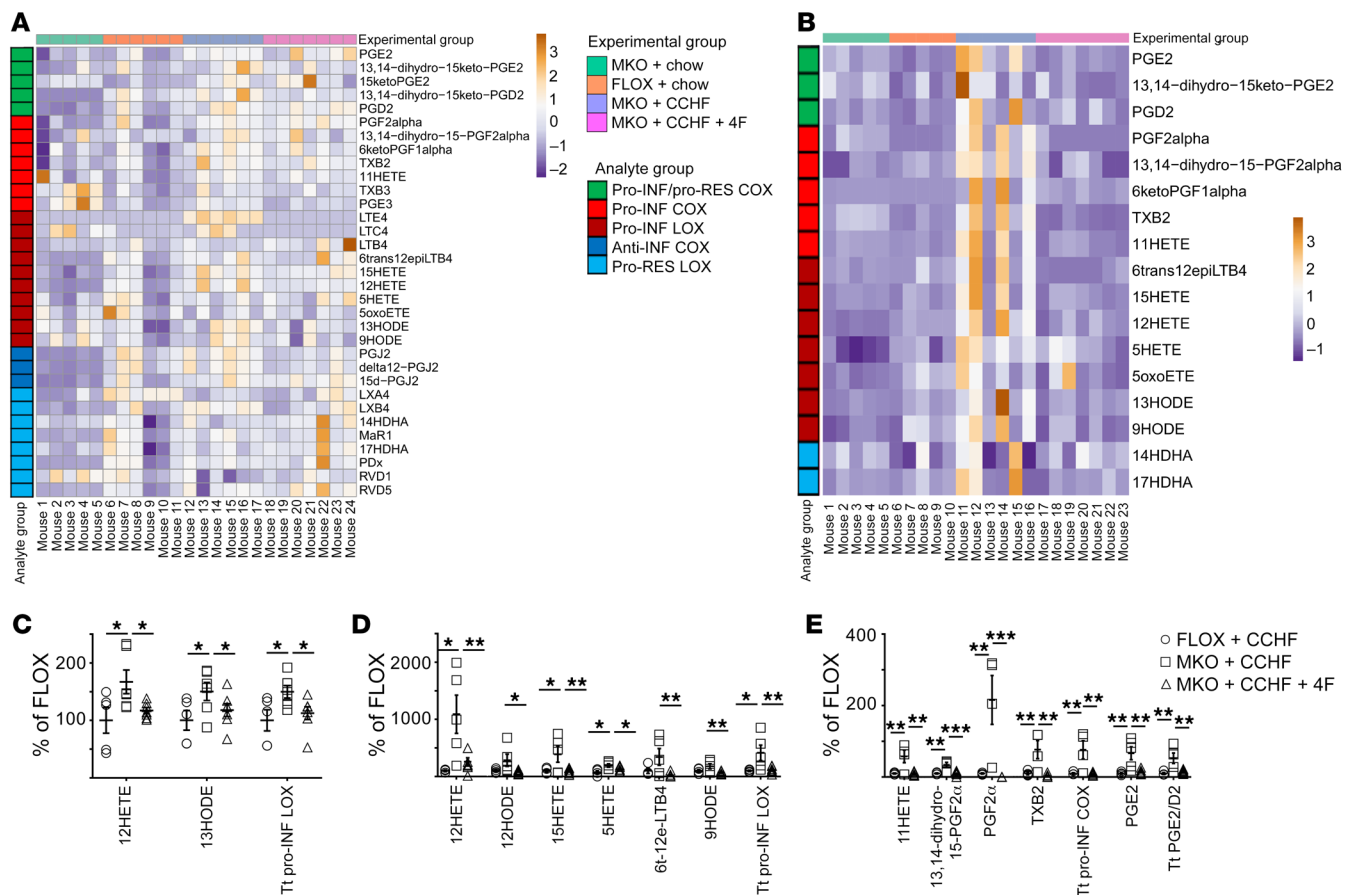 A
Experimental group
PGE2
13,14−dihydro−15keto−PGE2
15ketoPGE2
13,14−dihydro−15keto−PGD2
PGD2
PGF2alpha
13,14−dihydro−15−PGF2alpha
6ketoPGF1alpha
TXB2
11HETE
TXB3
PGE3
LTE4
LTC4
LTB4
6trans12epiLTB4
15HETE
12HETE
5HETE
5oxoETE
13HODE
9HODE
PGJ2
delta12−PGJ2
15d−PGJ2
LXA4
LXB4
14HDHA
MaR1
17HDHA
PDx
RVD1
RVD5
Analyte group
Mouse 1
Mouse 2
Mouse 3
Mouse 4
Mouse 5
Mouse 6
Mouse 7
Mouse 8
Mouse 9
Mouse 10
Mouse 11
Mouse 12
Mouse 13
Mouse 14
Mouse 15
Mouse 16
Mouse 17
Mouse 18
Mouse 19
Mouse 20
Mouse 21
Mouse 22
Mouse 23
Mouse 24
3
2
1
0
−1
−2
Experimental group
MKO + chow
FLOX + chow
MKO + CCHF
MKO + CCHF + 4F
Analyte group
Pro-INF/pro-RES COX
Pro-INF COX
Pro-INF LOX
Anti-INF COX
Pro-RES LOX
B
Experimental group
PGE2
13,14−dihydro−15keto−PGE2
PGD2
PGF2alpha
13,14−dihydro−15−PGF2alpha
6ketoPGF1alpha
TXB2
11HETE
6trans12epiLTB4
15HETE
12HETE
5HETE
5oxoETE
13HODE
9HODE
14HDHA
17HDHA
Analyte group
Mouse 1
Mouse 2
Mouse 3
Mouse 4
Mouse 5
Mouse 6
Mouse 7
Mouse 8
Mouse 9
Mouse 10
Mouse 11
Mouse 12
Mouse 13
Mouse 14
Mouse 15
Mouse 16
Mouse 17
Mouse 18
Mouse 19
Mouse 20
Mouse 21
Mouse 22
Mouse 23
3
2
1
0
−1
C
% of FLOX
200
150
100
50
* *
* *
* *
12HETE
13HODE
Tt pro-INF LOX
D
% of FLOX
2000
1000
* **
*
* **
* *
**
**
* **
12HETE
12HODE
15HETE
5HETE
6t-12e-LTB4
9HODE
Tt pro-INF LOX
E
% of FLOX
400
200
0
** **
** ***
** ***
** **
** **
** **
** **
11HETE
13,14-dihydro-
15-PGF2α
PGF2α
TXB2
Tt pro-INF COX
PGE2
Tt PGE2/D2
FLOX + CCHF
MKO + CCHF
MKO + CCHF + 4F